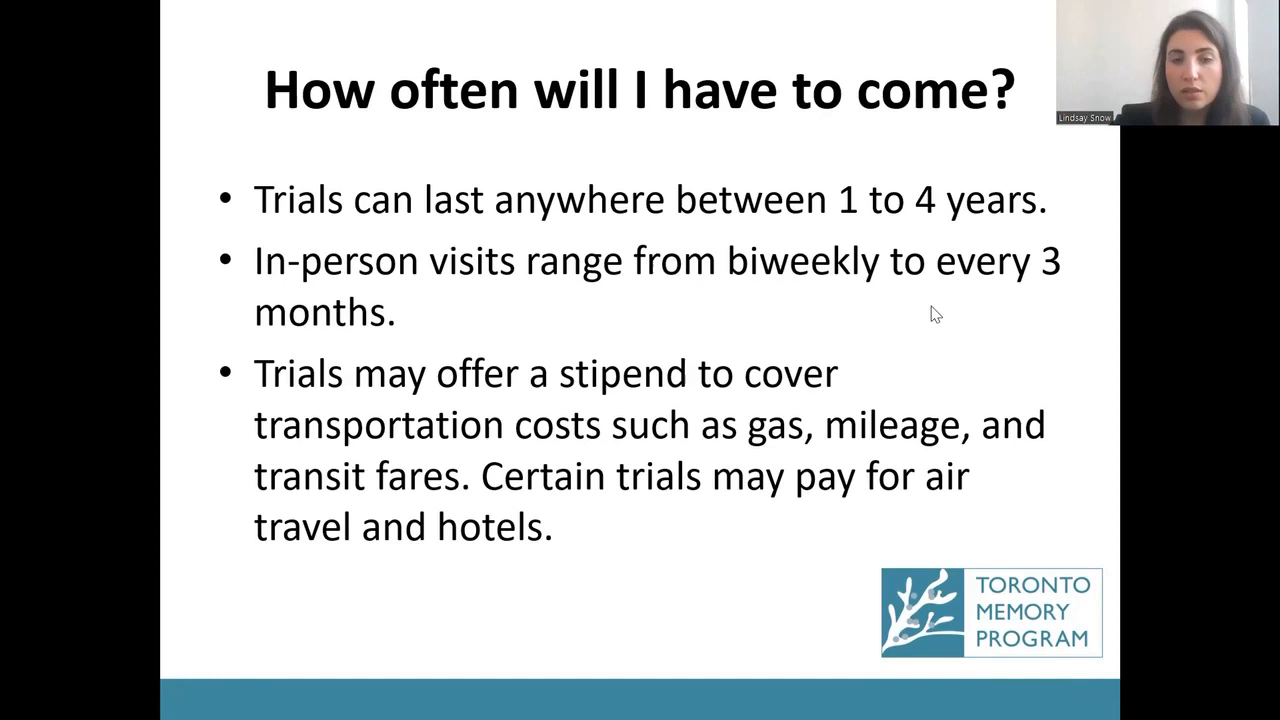 How often will I have to come?
Lindsay Snow
• Trials can last anywhere between 1 to 4 years.
• In-person visits range from biweekly to every 3
months.
• Trials may offer a stipend to cover
transportation costs such as gas, mileage, and
transit fares. Certain trials may pay for air
travel and hotels.
TORONTO
MEMORY
PROGRAM